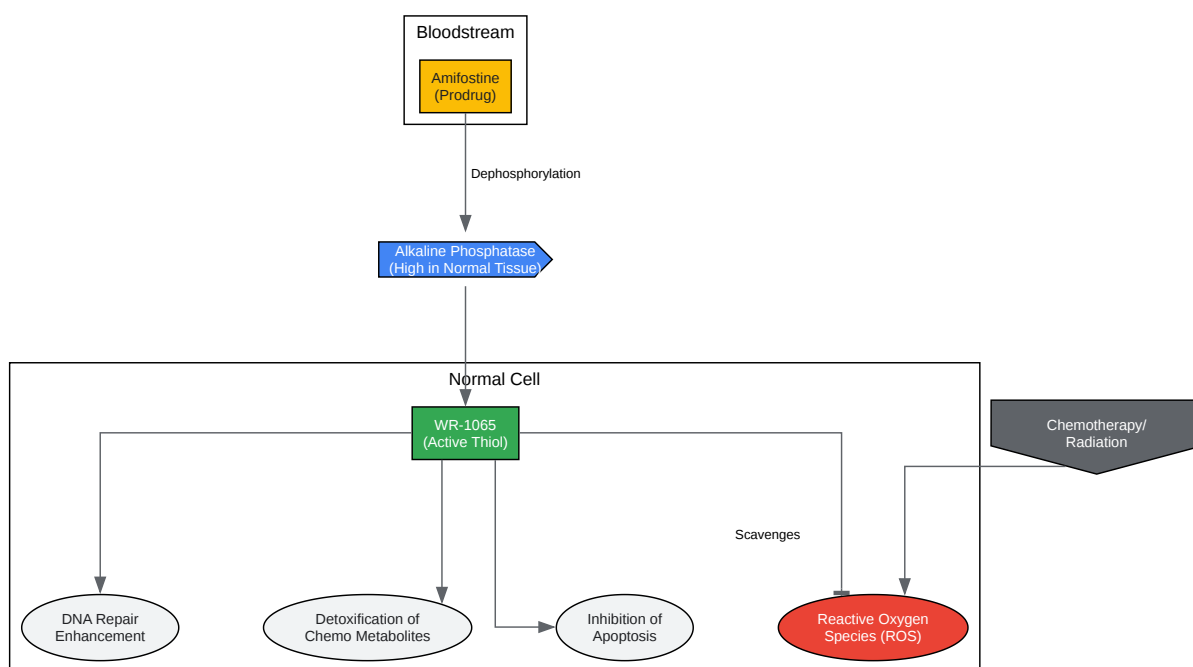 Bloodstream
Amifostine
(Prodrug)
Dephosphorylation
Alkaline Phosphatase
(High in Normal Tissue)
Normal Cell
WR-1065
(Active Thiol)
Chemotherapy/
Radiation
Scavenges
DNA Repair
Enhancement
Detoxification of
Chemo Metabolites
Inhibition of
Apoptosis
Reactive Oxygen
Species (ROS)